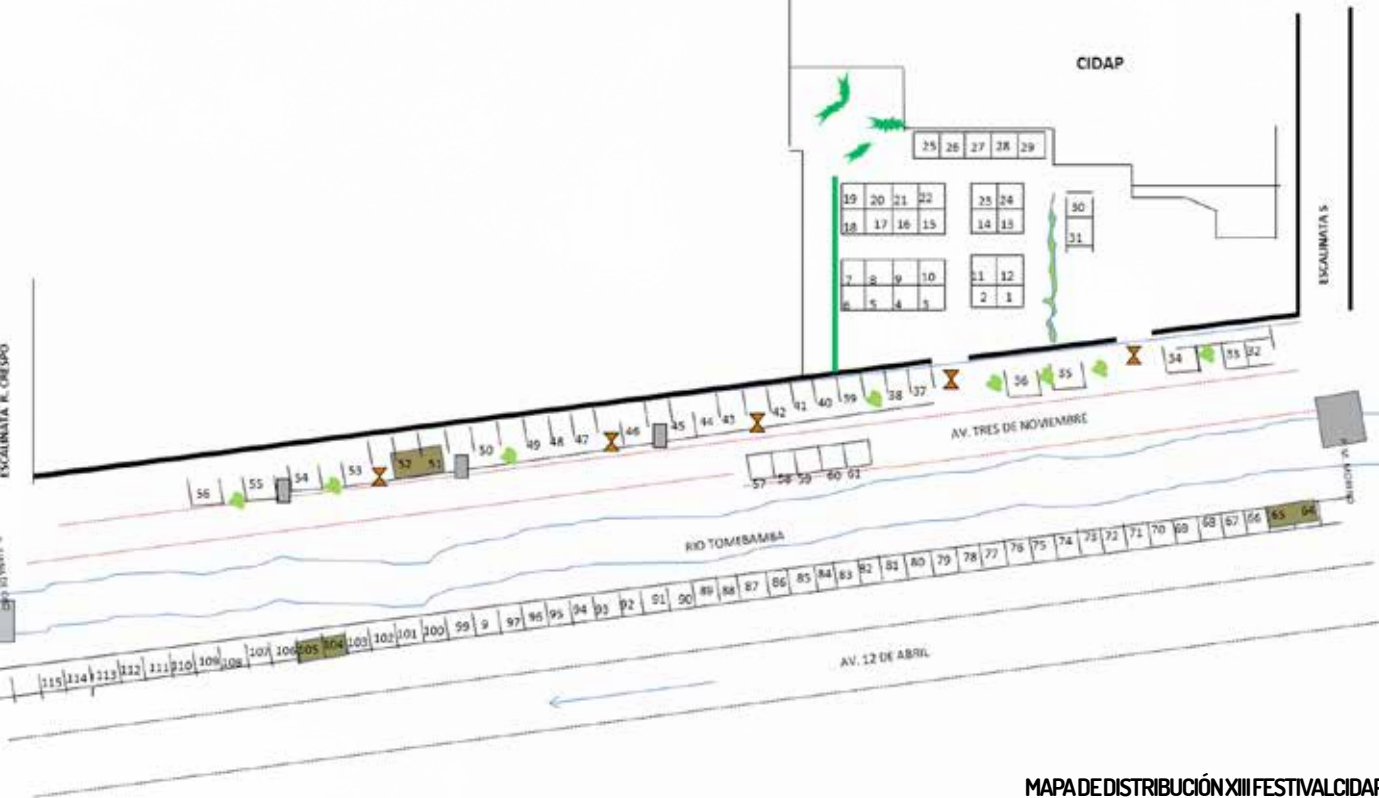 CIDAP
25 26 27 28 29
19 20 21 22 23 24
18 17 16 15 14 13
30
31
7 8 9 10 11 12
6 5 4 3 2 1
ESCALINATA S
ESCALINATA R. CRESPO
56 55 54 53 52 51 50 49 48 47 46 45 44 43 42 41 40 39 38 37 36 35 34 33 32
AV. TRES DE NOVIEMBRE
57 58 59 60 61
RIO TOMEBAMBA
115 114 113 112 111 110 109 108 107 106 105 104 103 102 101 100 99 9 97 96 95 94 93 92 91 90 89 88 87 86 85 84 83 82 81 80 79 78 77 76 75 74 73 72 71 70 69 68 67 66 65 64
AV. 12 DE ABRIL
MAPA DE DISTRIBUCIÓN XIII FESTIVAL CIDAP